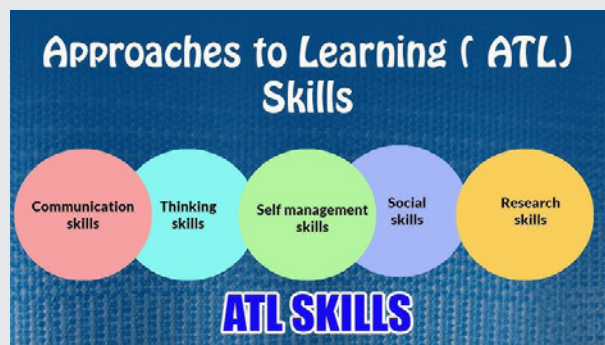 Approaches to Learning ( ATL)
Skills
Communication
skills
Thinking
skills
Self management
skills
Social
skills
Research
skills
ATL SKILLS